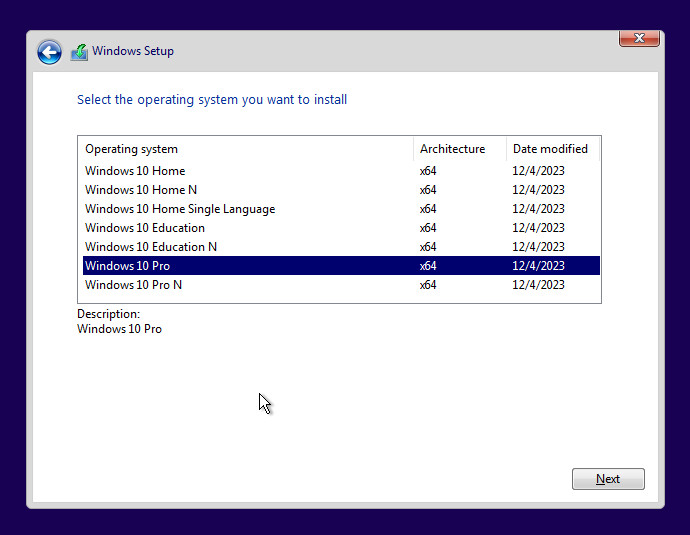 Windows Setup
Select the operating system you want to install
Operating system Architecture Date modified
Windows 10 Home x64 12/4/2023
Windows 10 Home N x64 12/4/2023
Windows 10 Home Single Language x64 12/4/2023
Windows 10 Education x64 12/4/2023
Windows 10 Education N x64 12/4/2023
Windows 10 Pro x64 12/4/2023
Windows 10 Pro N x64 12/4/2023
Description:
Windows 10 Pro
Next